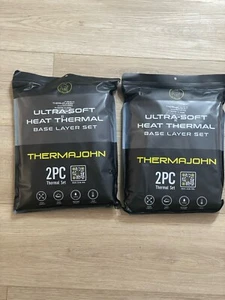 ULTRA-SOFT
HEAT THERMAL
BASE LAYER SET
THERMAJOHN
2PC
Thermal Set
ULTRA-SOFT
HEAT THERMAL
BASE LAYER SET
THERMAJOHN
2PC
Thermal Set